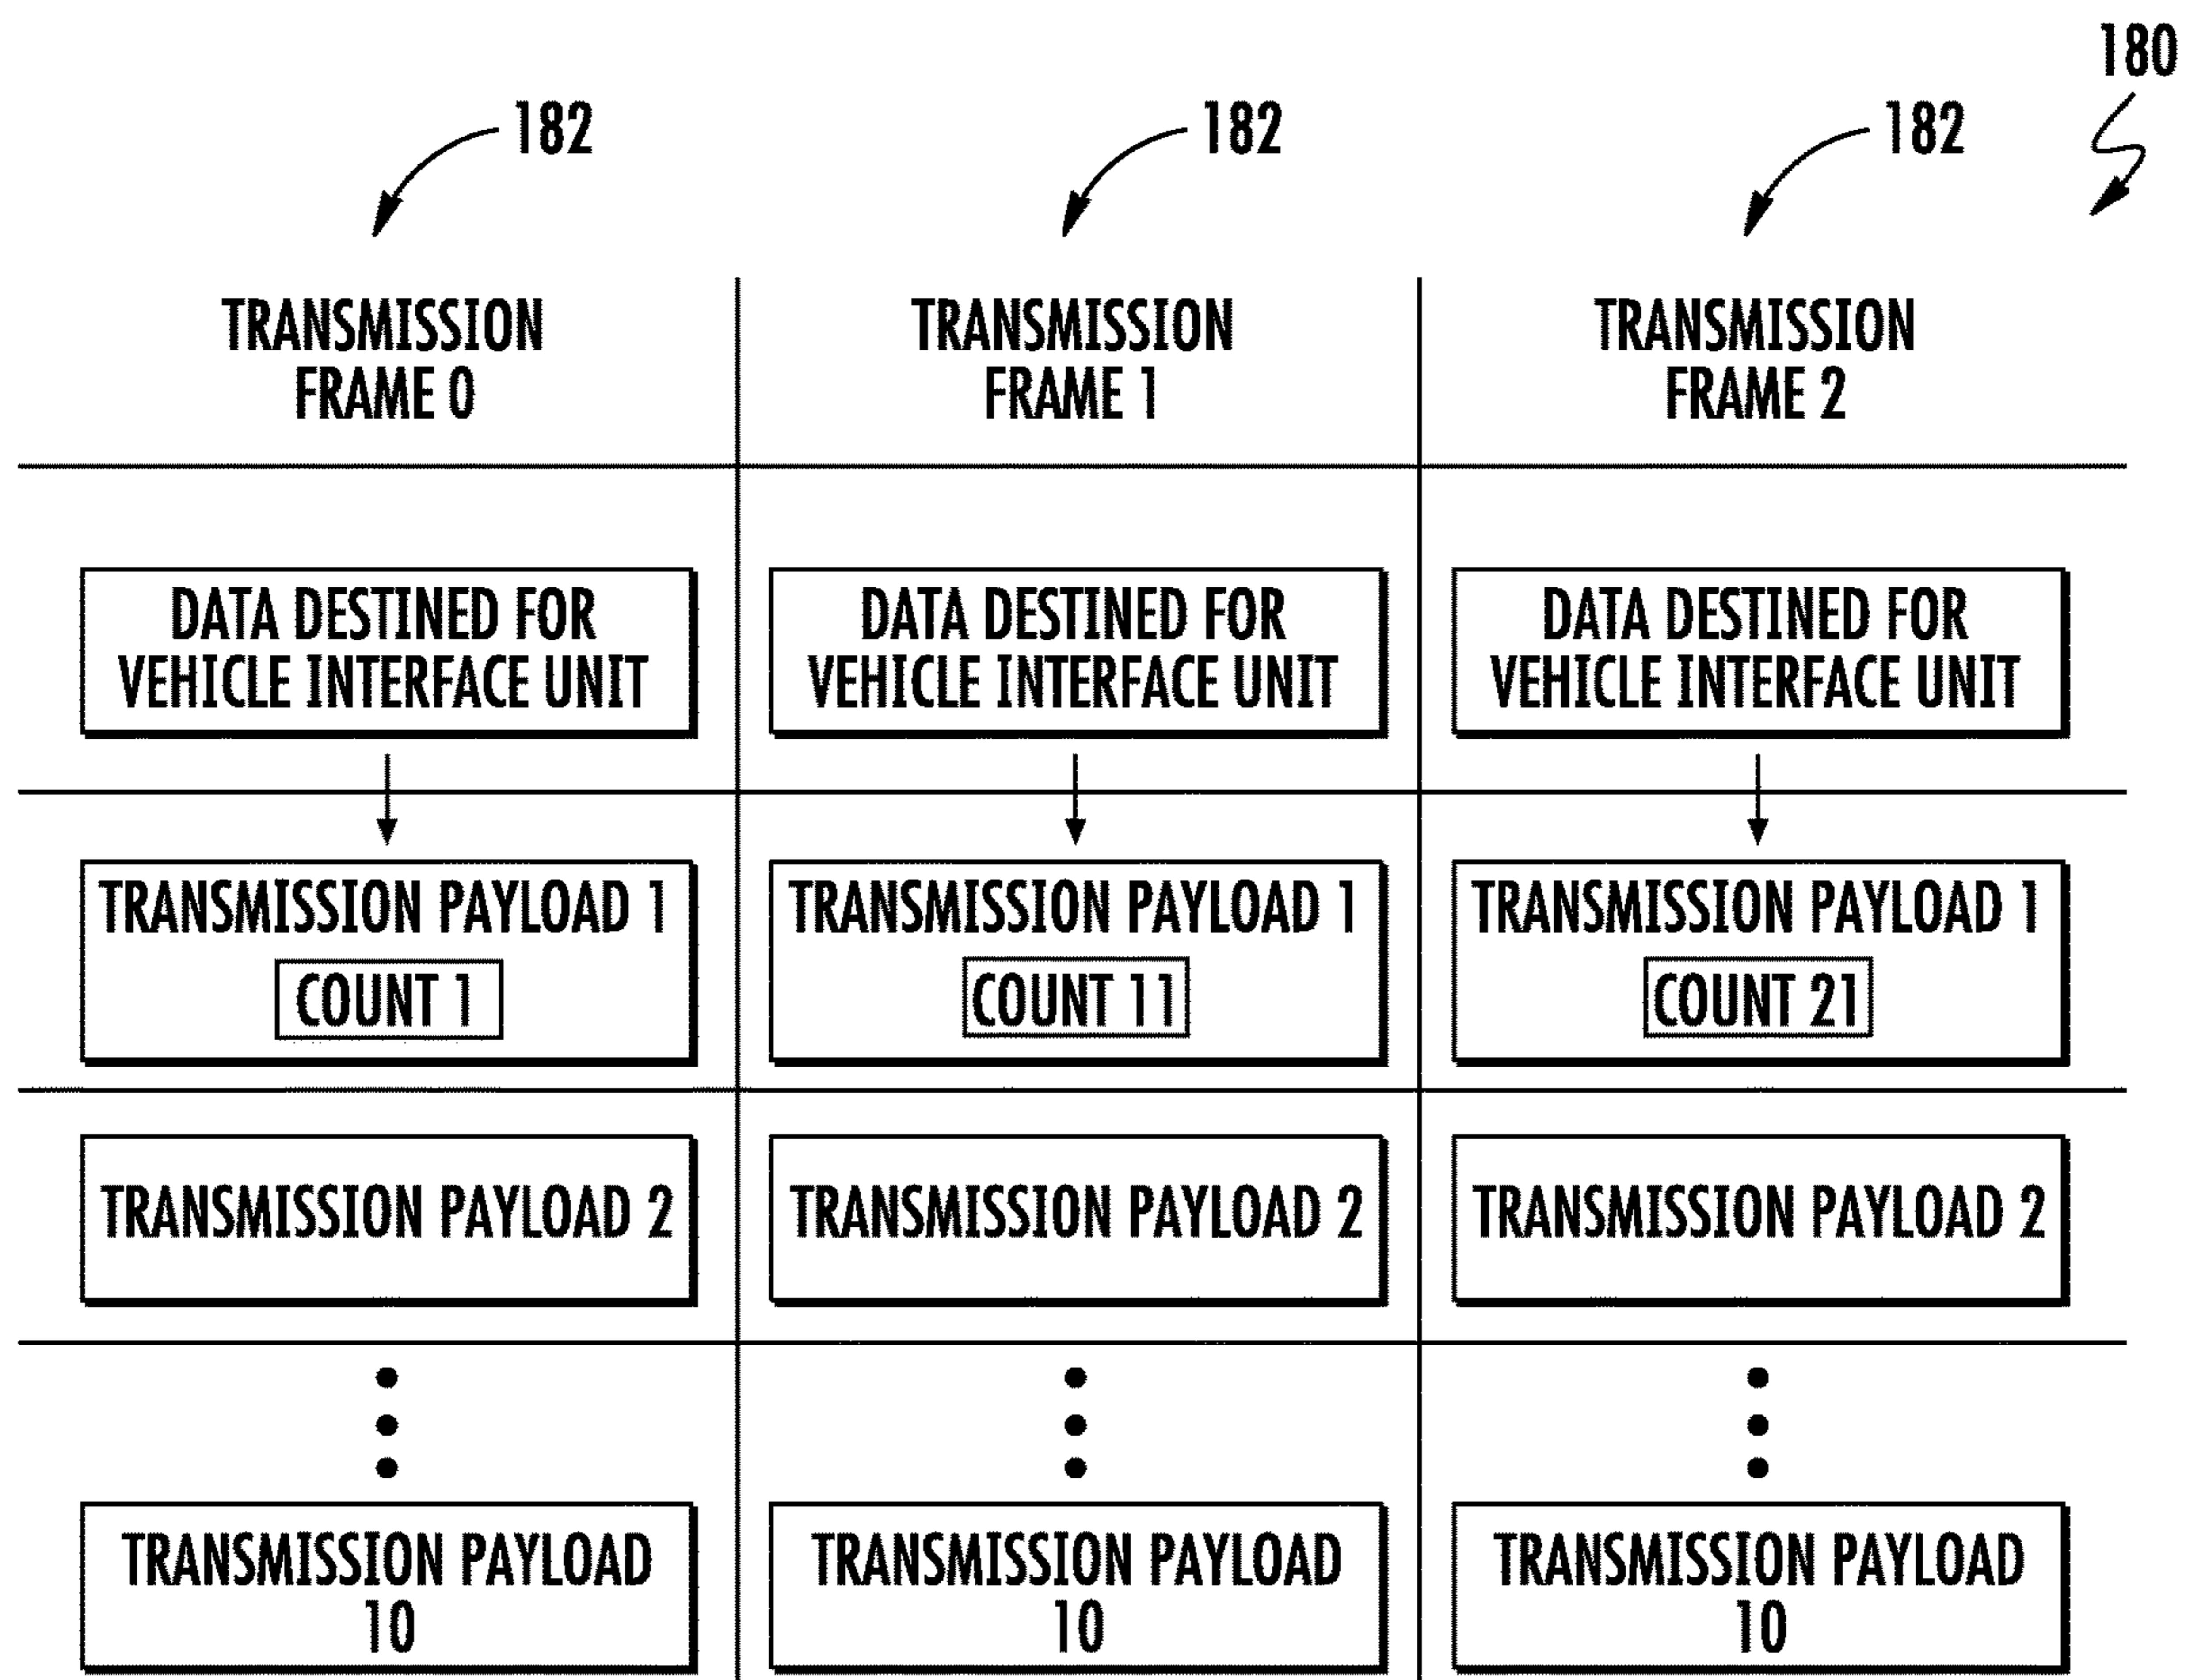 180
182
182
182
TRANSMISSION
FRAME 0
TRANSMISSION
FRAME 1
TRANSMISSION
FRAME 2
DATA DESTINED FOR
VEHICLE INTERFACE UNIT
DATA DESTINED FOR
VEHICLE INTERFACE UNIT
DATA DESTINED FOR
VEHICLE INTERFACE UNIT
TRANSMISSION PAYLOAD 1
COUNT 1
TRANSMISSION PAYLOAD 1
COUNT 11
TRANSMISSION PAYLOAD 1
COUNT 21
TRANSMISSION PAYLOAD 2
TRANSMISSION PAYLOAD 2
TRANSMISSION PAYLOAD 2
TRANSMISSION PAYLOAD
10
TRANSMISSION PAYLOAD
10
TRANSMISSION PAYLOAD
10